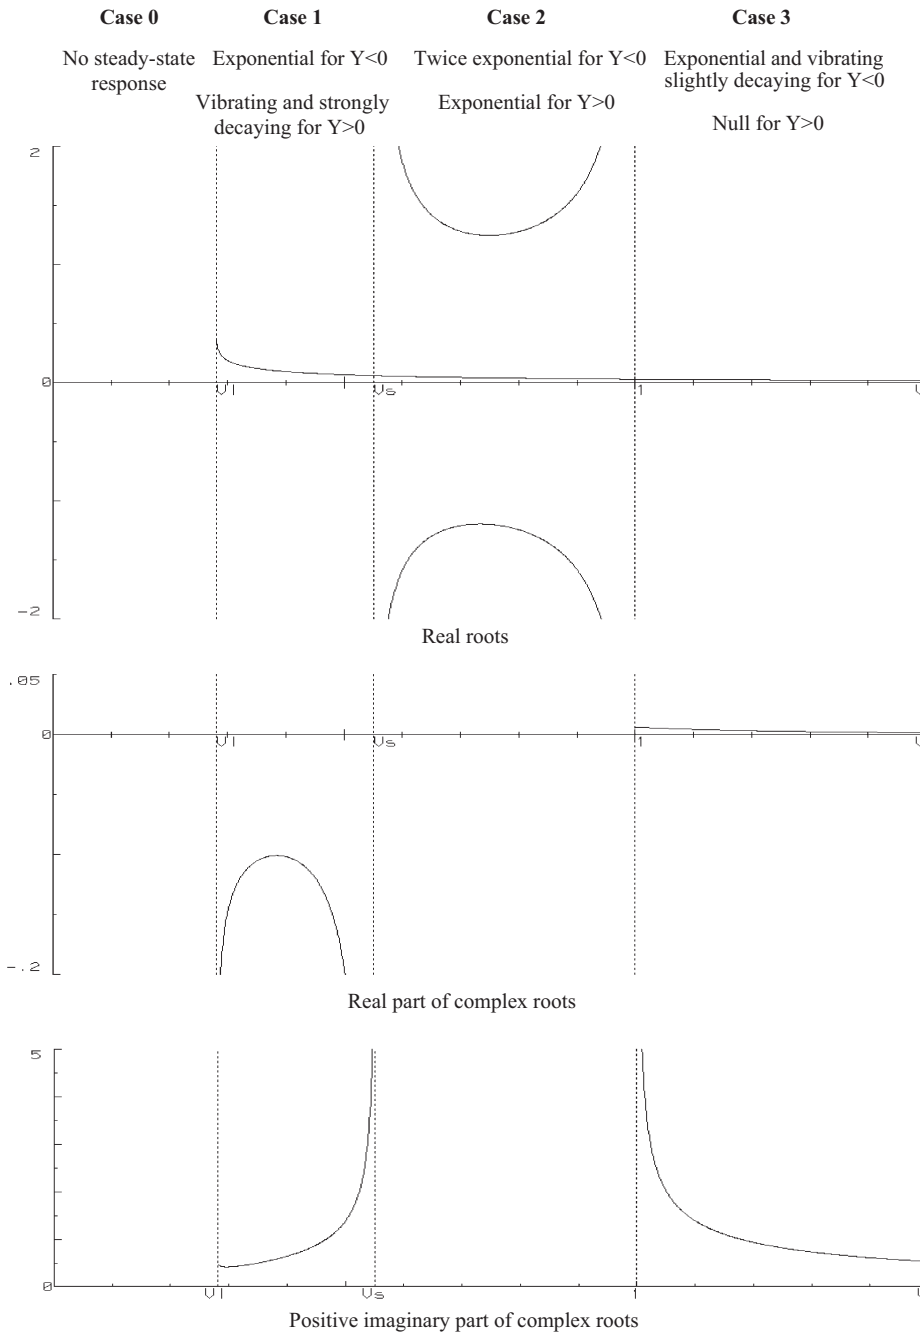 Case 0
No steady-state
response
Case 1
Exponential for Y<0
Vibrating and strongly
decaying for Y>0
Case 2
Twice exponential for Y<0
Exponential for Y>0
Case 3
Exponential and vibrating
slightly decaying for Y<0
Null for Y>0
2
0
Vl Vs 1
-2
Real roots
.05
0
Vl Vs 1
-.2
Real part of complex roots
5
0
Vl Vs 1
Positive imaginary part of complex roots